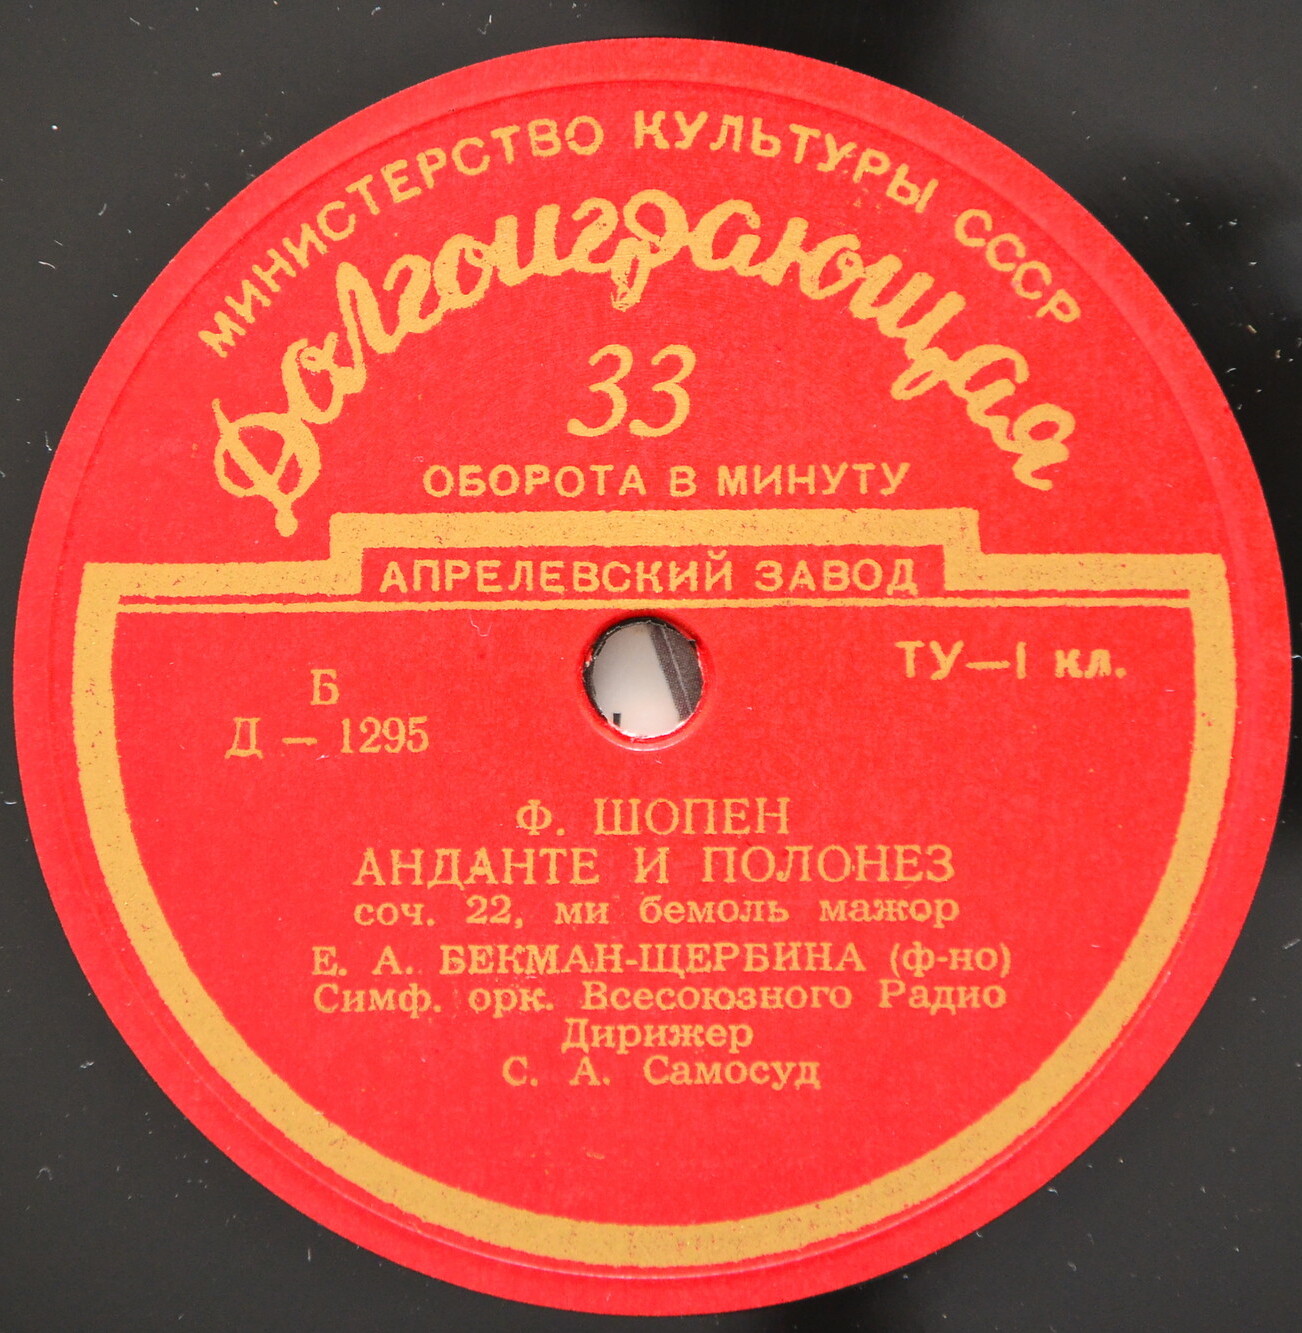 МИНИСТЕРСТВО КУЛЬТУРЫ СССР
Долгоиграющая
33
ОБОРОТА В МИНУТУ
АПРЕЛЕВСКИЙ ЗАВОД
ТУ—I кл.
Б
Д – 1295
Ф. ШОПЕН
АНДАНТЕ И ПОЛОНЕЗ
соч. 22, ми бемоль мажор
Е. А. БЕКМАН-ЩЕРБИНА (ф-но)
Симф. орк. Всесоюзного Радио
Дирижер
С. А. Самосуд